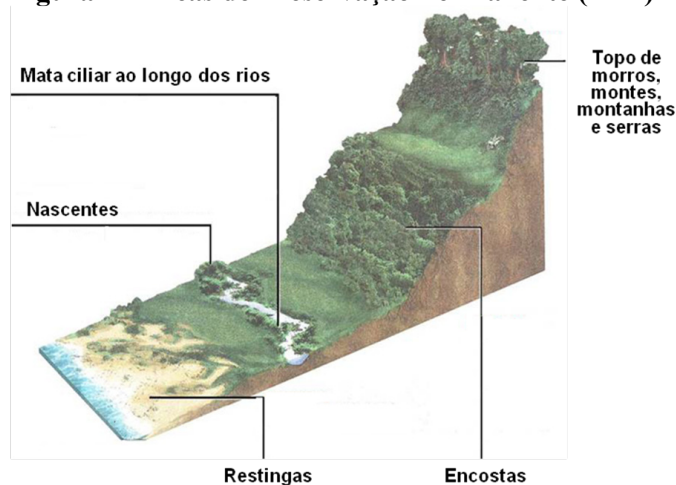 Topo de
morros,
montes,
montanhas
e serras
Mata ciliar ao longo dos rios
Nascentes
Restingas
Encostas